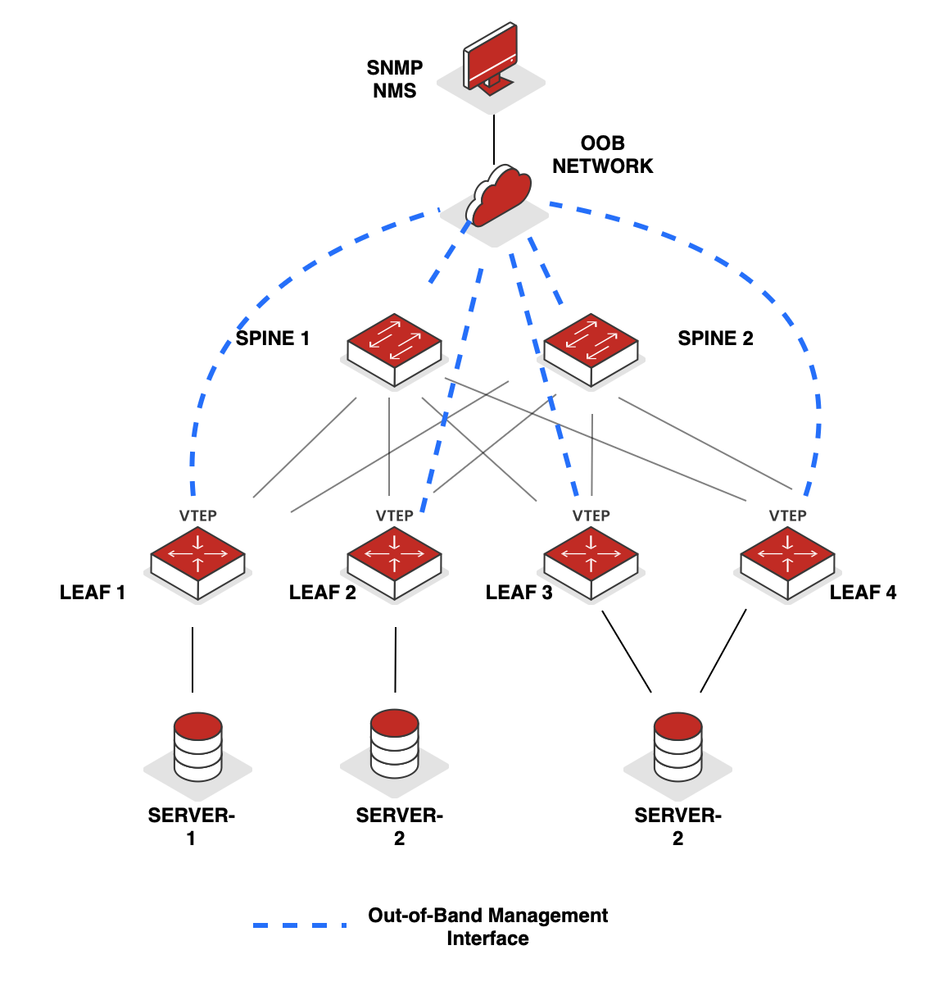 SNMP
NMS
OOB
NETWORK
SPINE 1
SPINE 2
VTEP
VTEP
VTEP
VTEP
LEAF 1
LEAF 2
LEAF 3
LEAF 4
SERVER-
1
SERVER-
2
SERVER-
2
Out-of-Band Management
Interface